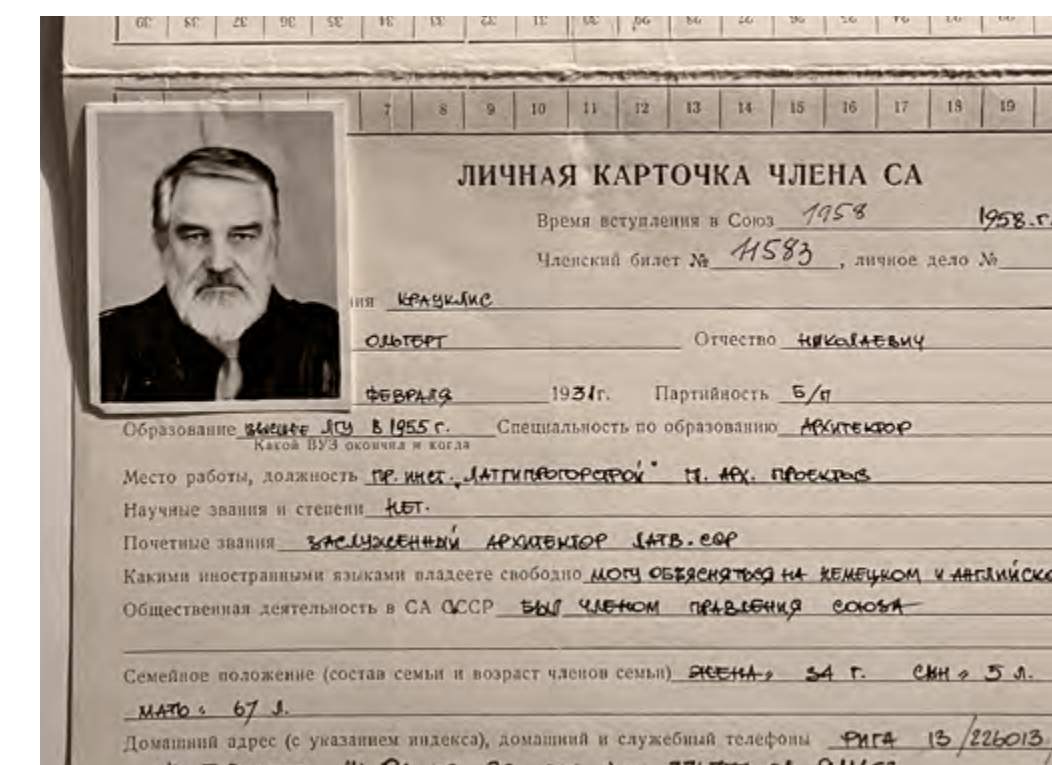 7 8 9 10 11 12 13 14 15 16 17 18 19
ЛИЧНАЯ КАРТОЧКА ЧЛЕНА СА
Время вступления в Союз 1958 1958.г.
Членский билет № 11583, личное дело №
КРАУКЛИС
ОЛЬГЕРТ Отчество НИКОЛАЕВИЧ
ФЕВРАЛЯ 1931г. Партийность Б/П
Образование ВЫСШЕЕ ЛГУ В 1955 г. Специальность по образованию АРХИТЕКТОР
Какой ВУЗ окончил и когда
Место работы, должность ПР. ИНСТ. „ЛАТГИПРОГОРСТРОЙ" АРХ. ПРОЕКТОВ
Научные звания и степени НЕТ.
Почетные звания ЗАСЛУЖЕННЫЙ АРХИТЕКТОР ЛАТВ. ССР
Какими иностранными языками владеете свободно МОГУ ОБЪЯСНЯТЬСЯ НА НЕМЕЦКОМ И АНГЛИЙСКО
Общественная деятельность в СА СССР БЫЛ ЧЛЕНОМ ПРАВЛЕНИЯ СОЮЗА
Семейное положение (состав семьи и возраст членов семьи) ЖЕНА, 34 Г. СЫН, 5 Л.
МАТЬ, 67 Л.
Домашний адрес (с указанием индекса), домашний и служебный телефоны РИГА 13 / 226013